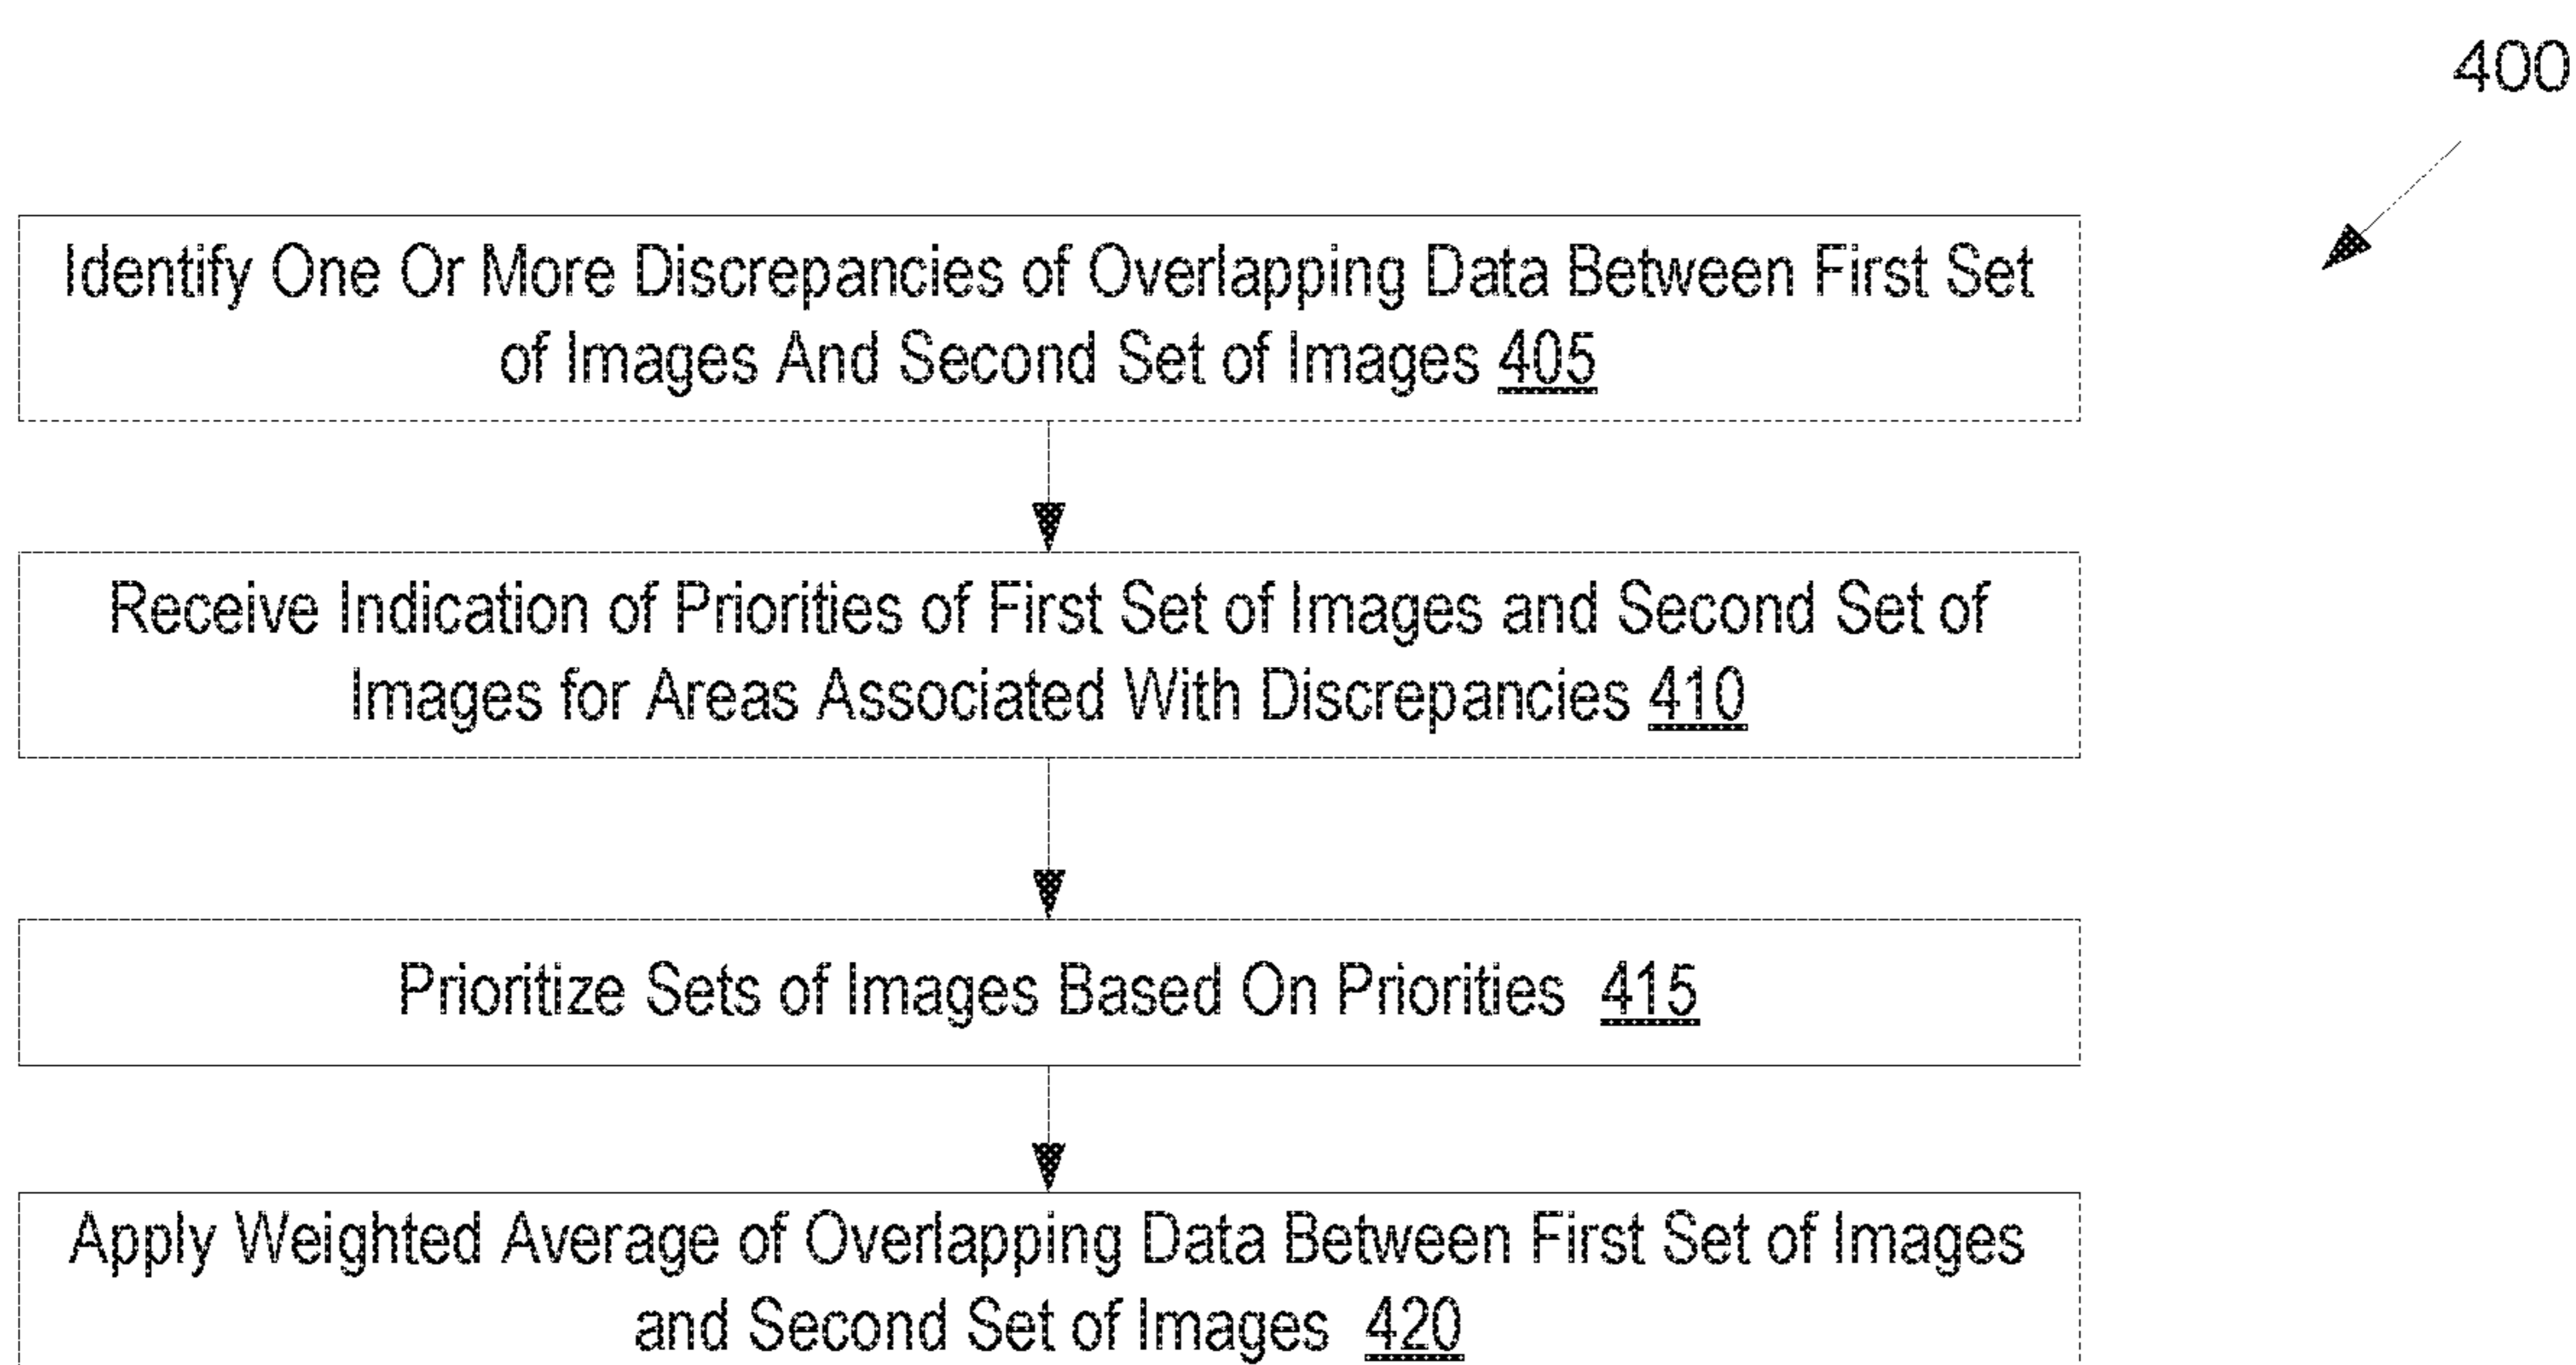 400
Identify One Or More Discrepancies of Overlapping Data Between First Set
of Images And Second Set of Images 405
Receive Indication of Priorities of First Set of Images and Second Set of
Images for Areas Associated With Discrepancies 410
Prioritize Sets of Images Based On Priorities 415
Apply Weighted Average of Overlapping Data Between First Set of Images
and Second Set of Images 420